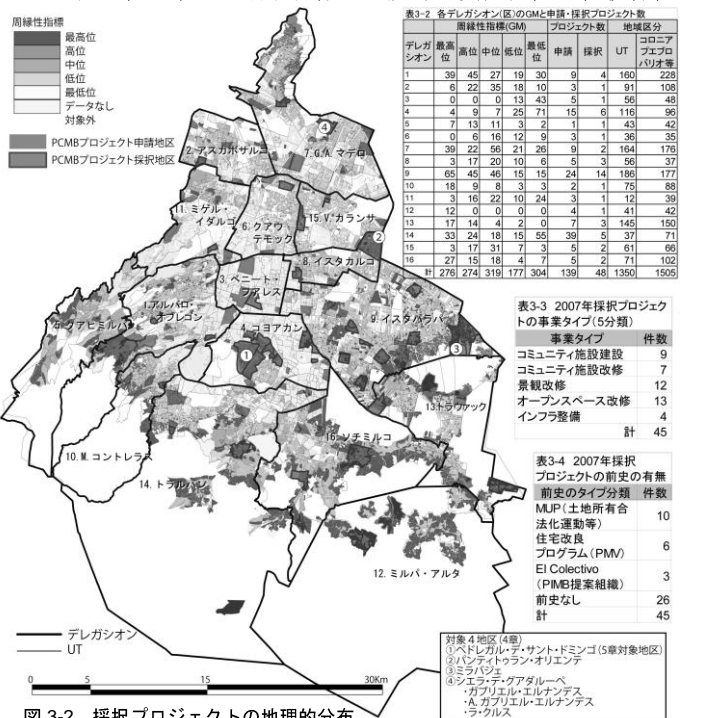 周縁性指標
最高位
高位
中位
低位
最低位
データなし
対象外
PCMBプロジェクト申請地区
PCMBプロジェクト採択地区
表3-2 各デレガシオン(区)のGMと申請・採択プロジェクト数
周縁性指標(GM) プロジェクト数 地域区分
デレガシオン 最高位 高位 中位 低位 最低位 申請 採択 UT コロニアプエブロバリオ等
1 39 45 27 19 30 9 4 160 228
2 6 22 35 18 10 3 1 91 108
3 0 0 0 13 43 5 1 56 48
4 4 9 7 25 71 15 6 116 96
5 7 13 11 3 2 1 1 43 42
6 0 6 16 12 9 3 1 36 35
7 39 22 56 21 26 9 2 164 176
8 3 17 20 10 6 5 3 56 37
9 65 45 46 15 15 24 14 186 177
10 18 9 8 3 3 2 1 75 88
11 3 16 22 10 24 3 1 12 39
12 12 0 0 0 0 4 1 41 42
13 17 14 4 2 0 7 3 145 150
14 33 24 18 15 55 39 5 37 71
15 3 17 31 7 3 5 2 61 66
16 27 15 18 4 7 5 2 71 102
計 276 274 319 177 304 139 48 1350 1505
④
2. アスカポサルコ
7. G.A. マデロ
11. ミゲル・イダルゴ
15. V°カランサ
6. クアウテモック
②
8. イスタカルコ
3. ベニート・フアレス
1. アルバロ・オブレゴン
5. クアヒマルパ
9. イスタパラパ
4. コヨアカン
①
③
13. トラウアック
16. ソチミルコ
10. M. コントレラス
14. トラルパン
12. ミルパ・アルタ
表3-3 2007年採択プロジェクトの事業タイプ(5分類)
事業タイプ 件数
コミュニティ施設建設 9
コミュニティ施設改修 7
景観改修 12
オープンスペース改修 13
インフラ整備 4
計 45
表3-4 2007年採択
プロジェクトの前史の有無
前史のタイプ分類 件数
MUP(土地所有合法化運動等) 10
住宅改良プログラム(PMV) 6
El Colectivo(PIMB提案組織) 3
前史なし 26
計 45
デレガシオン
UT
0 5 15 30Km
対象4地区(4章)
①ペドレガル・デ・サント・ドミンゴ(5章対象地区)
②パンティトゥラン・オリエンテ
③ミラバジェ
④シエラ・デ・グアダルーペ
・ガブリエル・エルナンデス
・A. ガブリエル・エルナンデス
・ラ・クルス
図 3-2 採択プロジェクトの地理的分布